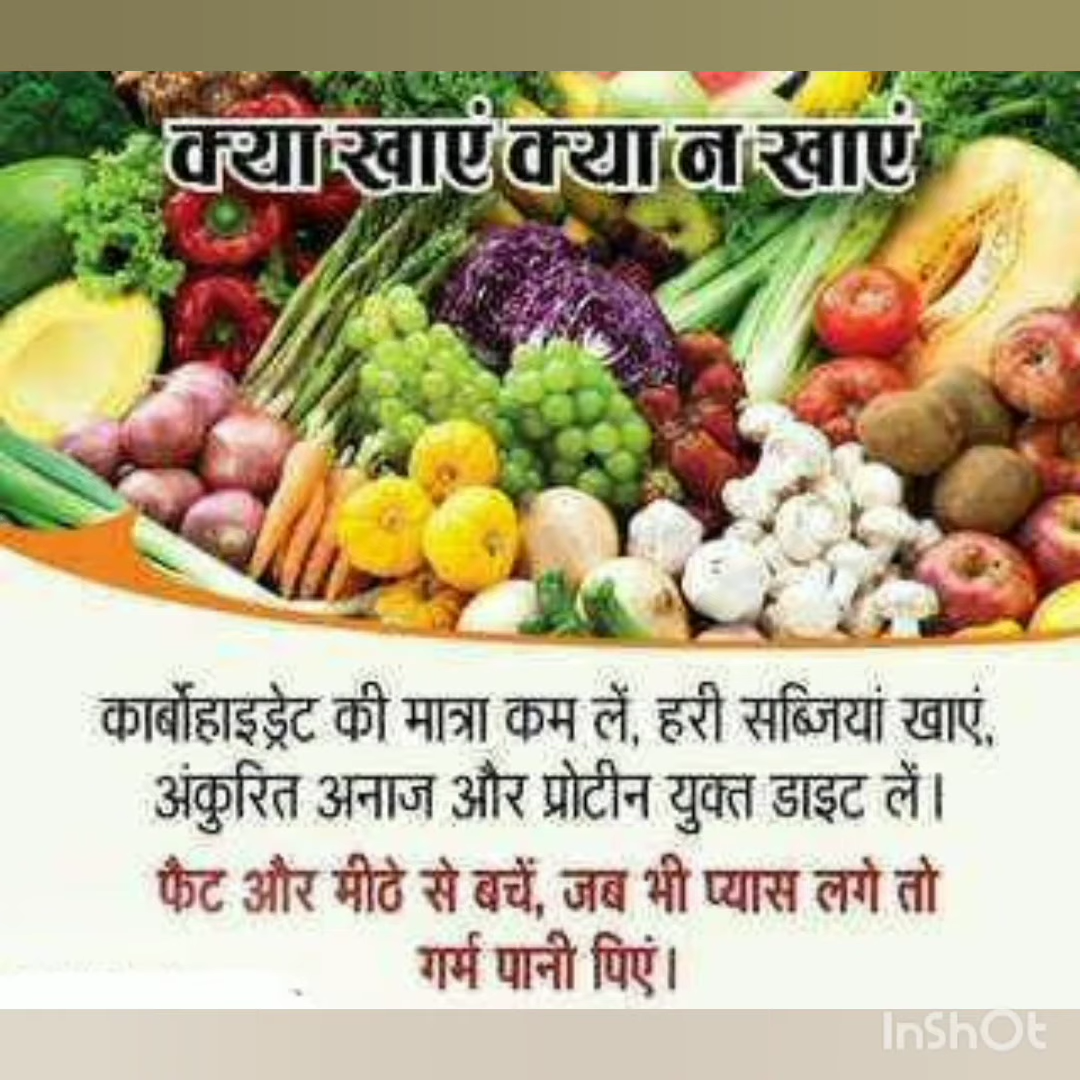 क्या खाएं क्या न खाएं
कार्बोहाइड्रेट की मात्रा कम लें, हरी सब्जियां खाएं,
अंकुरित अनाज और प्रोटीन युक्त डाइट लें।
फैट और मीठे से बचें, जब भी प्यास लगे तो
गर्म पानी पिएं।
InShOt